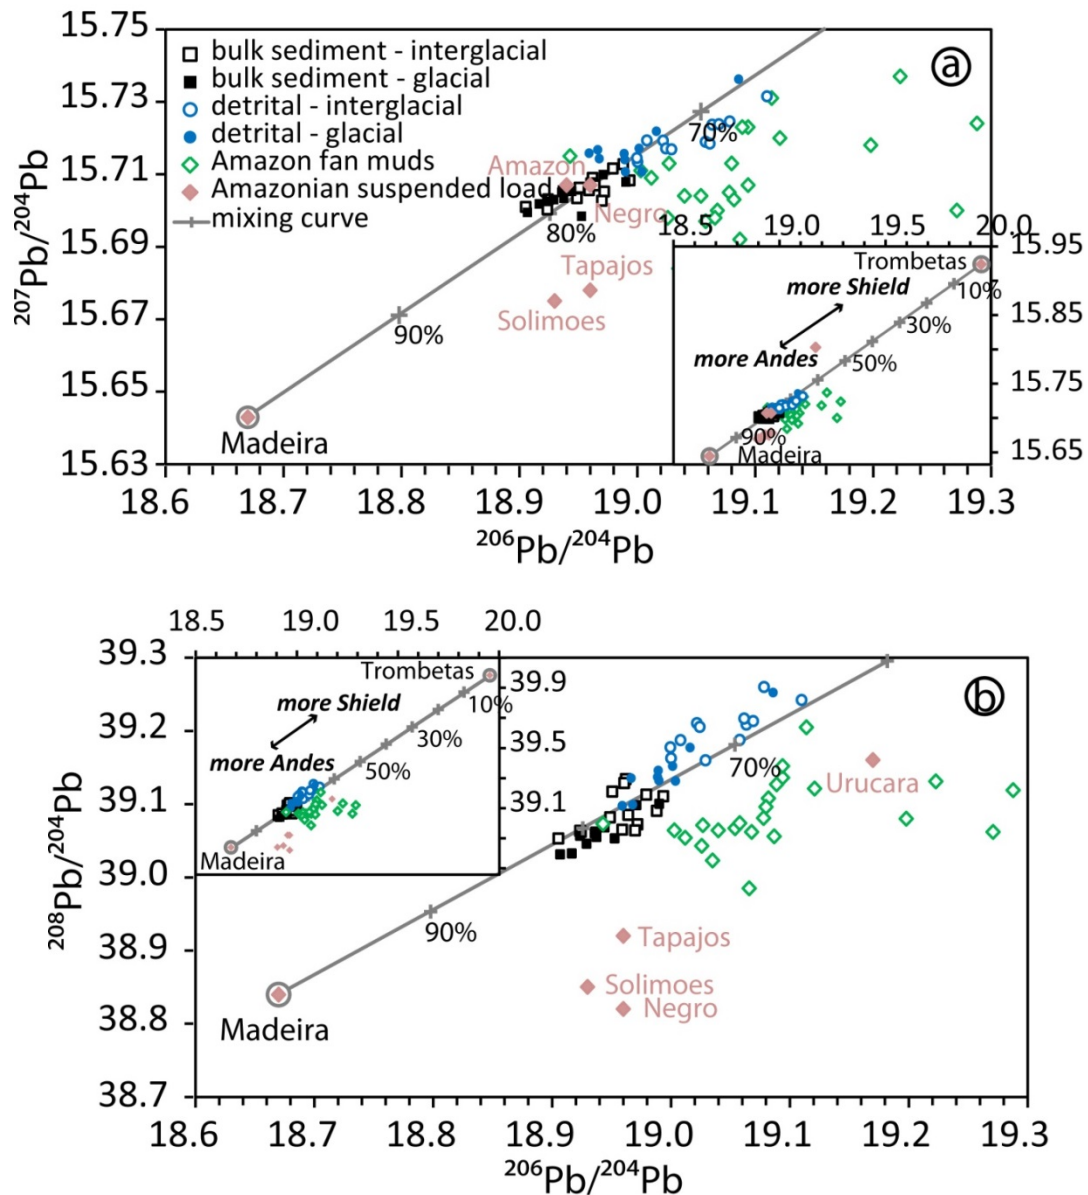 15.75
15.73
15.71
15.69
15.67
15.65
15.63
²⁰⁷Pb/²⁰⁴Pb
bulk sediment - interglacial
bulk sediment - glacial
detrital - interglacial
detrital - glacial
Amazon fan muds
Amazonian suspended load
mixing curve
a
70%
Amazon
Negro
80%
Tapajos
Solimoes
90%
Madeira
18.5 19.0 19.5 20.0
15.95
15.85
15.75
15.65
Trombetas
more Shield
10%
30%
more Andes
50%
90%
Madeira
18.6 18.7 18.8 18.9 19.0 19.1 19.2 19.3
²⁰⁶Pb/²⁰⁴Pb
18.5 19.0 19.5 20.0
39.3
39.2
39.1
39.0
38.9
38.8
38.7
²⁰⁸Pb/²⁰⁴Pb
Trombetas
39.9
more Shield
10%
30%
39.5
more Andes
50%
39.1
Madeira
b
70%
Urucara
90%
Tapajos
Solimoes
Negro
Madeira
18.6 18.7 18.8 18.9 19.0 19.1 19.2 19.3
²⁰⁶Pb/²⁰⁴Pb